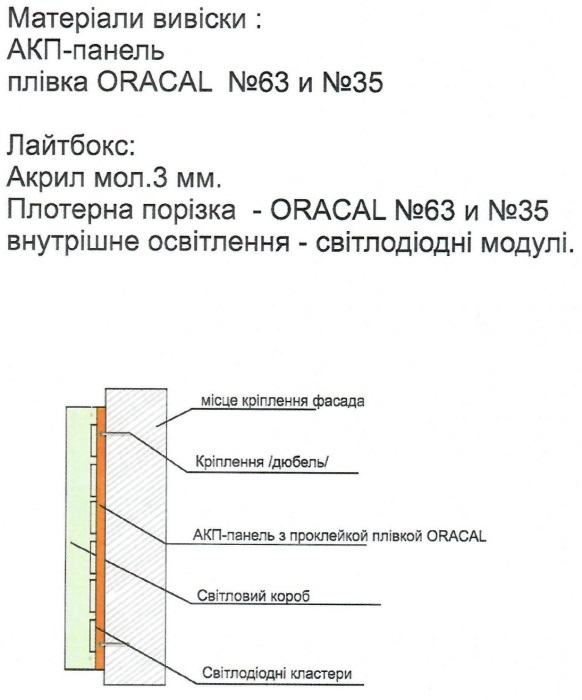 Матеріали вивіски :
АКП-панель
плівка ORACAL №63 и №35
Лайтбокс:
Акрил мол.3 мм.
Плотерна порізка - ORACAL №63 и №35
внутрішне освітлення - світлодіодні модулі.
місце кріплення фасада
Кріплення /дюбель/
АКП-панель з проклейкой плівкой ORACAL
Світловий короб
Світлодіодні кластери